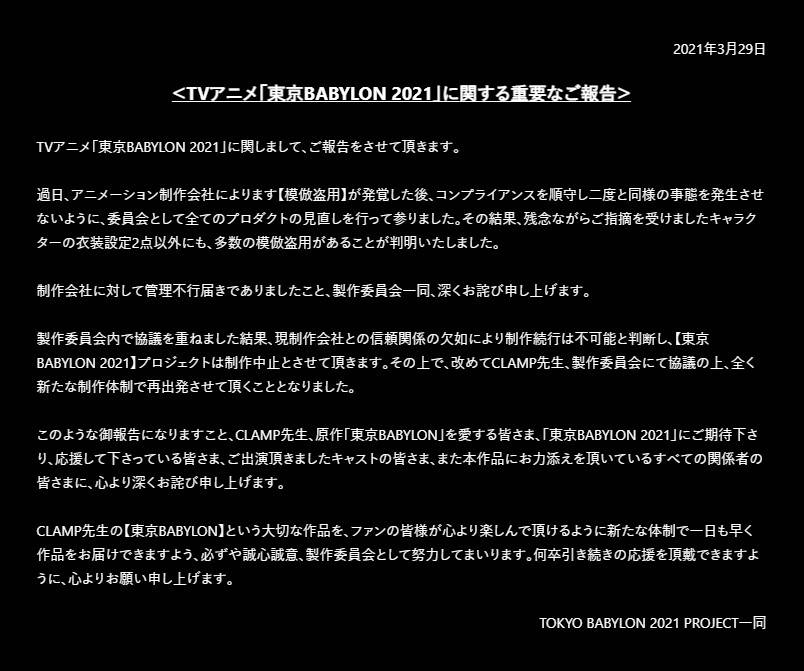 2021年3月29日
<TVアニメ「東京BABYLON 2021」に関する重要なご報告>
TVアニメ「東京BABYLON 2021」に関しまして、ご報告をさせて頂きます。
過日、アニメーション制作会社によります【模倣盗用】が発覚した後、コンプライアンスを順守し二度と同様の事態を発生させ
ないように、委員会として全てのプロダクトの見直しを行って参りました。その結果、残念ながらご指摘を受けましたキャラク
ターの衣装設定2点以外にも、多数の模倣盗用があることが判明いたしました。
制作会社に対して管理不行届きでありましたこと、製作委員会一同、深くお詫び申し上げます。
製作委員会内で協議を重ねました結果、現制作会社との信頼関係の欠如により制作続行は不可能と判断し、【東京
BABYLON 2021】プロジェクトは制作中止とさせて頂きます。その上で、改めてCLAMP先生、製作委員会にて協議の上、全く
新たな制作体制で再出発させて頂くこととなりました。
このような御報告になりますこと、CLAMP先生、原作「東京BABYLON」を愛する皆さま、「東京BABYLON 2021」にご期待下さ
り、応援して下さっている皆さま、ご出演頂きましたキャストの皆さま、また本作品にお力添えを頂いているすべての関係者の
皆さまに、心より深くお詫び申し上げます。
CLAMP先生の【東京BABYLON】という大切な作品を、ファンの皆様が心より楽しんで頂けるように新たな体制で一日も早く
作品をお届けできますよう、必ずや誠心誠意、製作委員会として努力してまいります。何卒引き続きの応援を頂戴できますよ
うに、心よりお願い申し上げます。
TOKYO BABYLON 2021 PROJECT一同